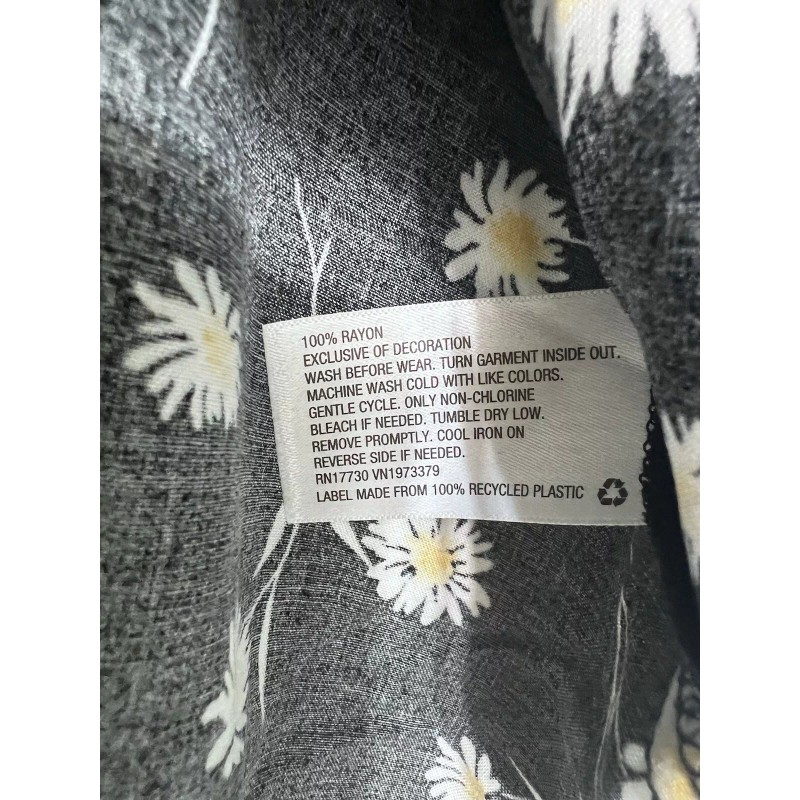 100% RAYON
EXCLUSIVE OF DECORATION
WASH BEFORE WEAR. TURN GARMENT INSIDE OUT.
MACHINE WASH COLD WITH LIKE COLORS.
GENTLE CYCLE. ONLY NON-CHLORINE
BLEACH IF NEEDED. TUMBLE DRY LOW.
REMOVE PROMPTLY. COOL IRON ON
REVERSE SIDE IF NEEDED.
RN17730 VN1973379
LABEL MADE FROM 100% RECYCLED PLASTIC